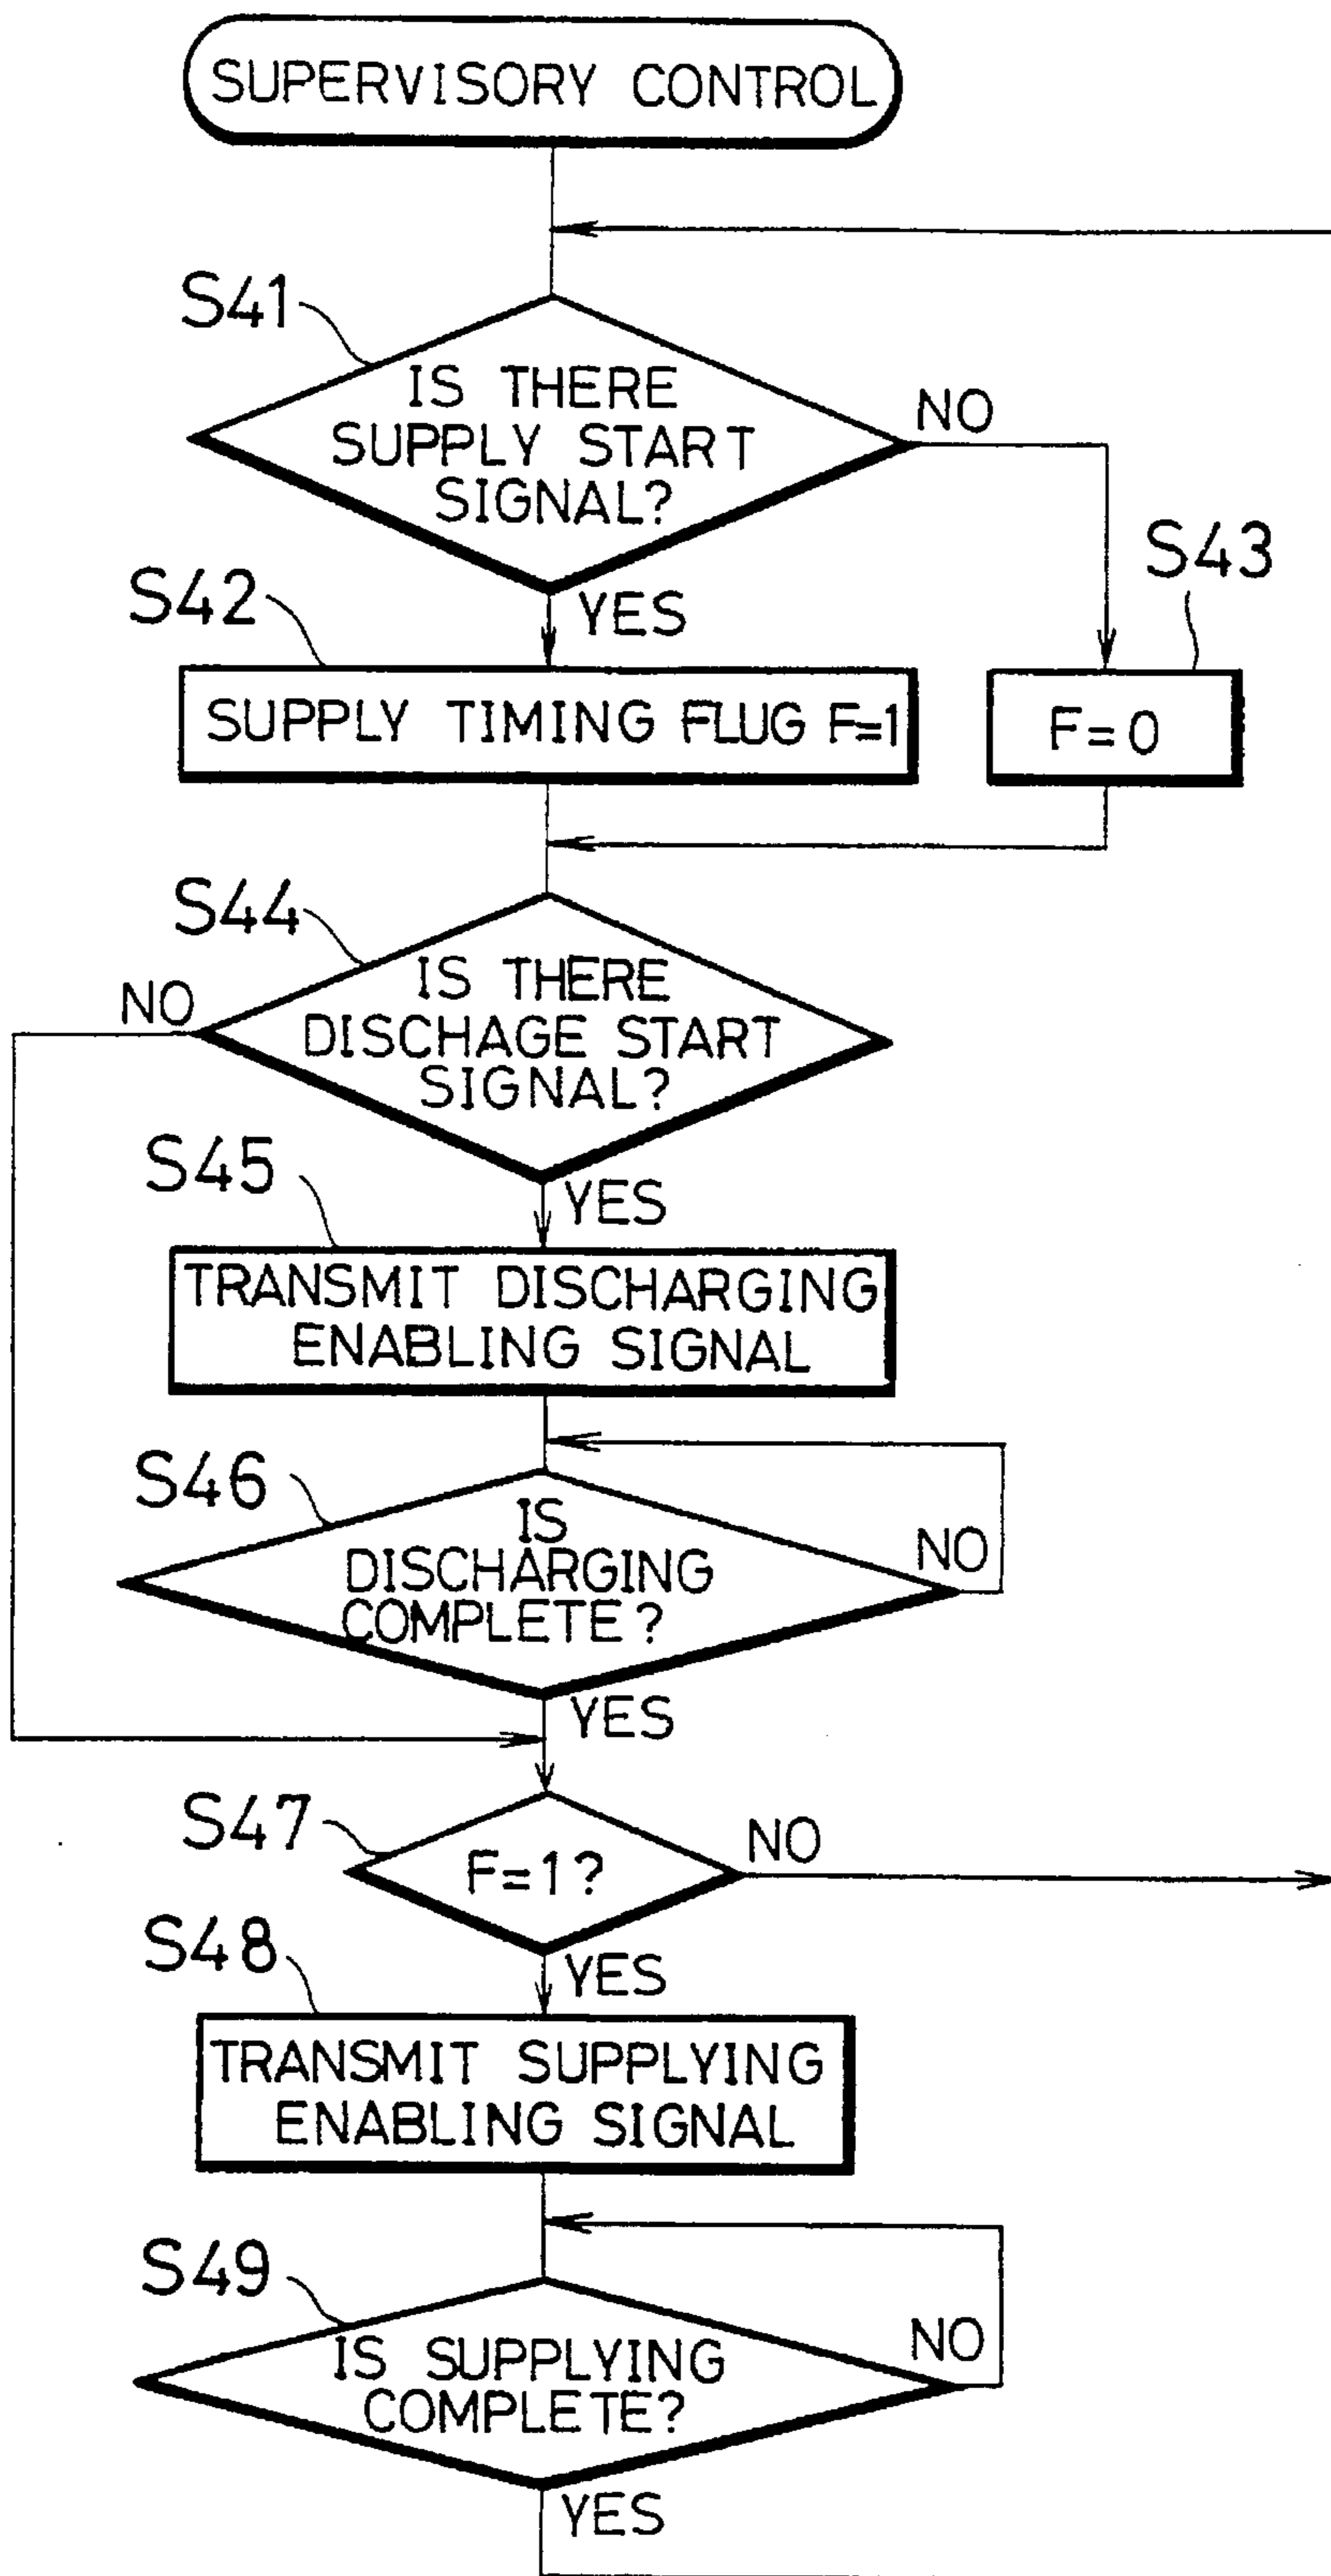 SUPERVISORY CONTROL
S41
IS THERE
SUPPLY START
SIGNAL?
NO
S43
S42
YES
SUPPLY TIMING FLUG F=1
F=0
S44
IS THERE
DISCHAGE START
SIGNAL?
NO
S45
YES
TRANSMIT DISCHARGING
ENABLING SIGNAL
S46
IS
DISCHARGING
COMPLETE?
NO
YES
S47
F=1?
NO
S48
YES
TRANSMIT SUPPLYING
ENABLING SIGNAL
S49
IS SUPPLYING
COMPLETE?
NO
YES